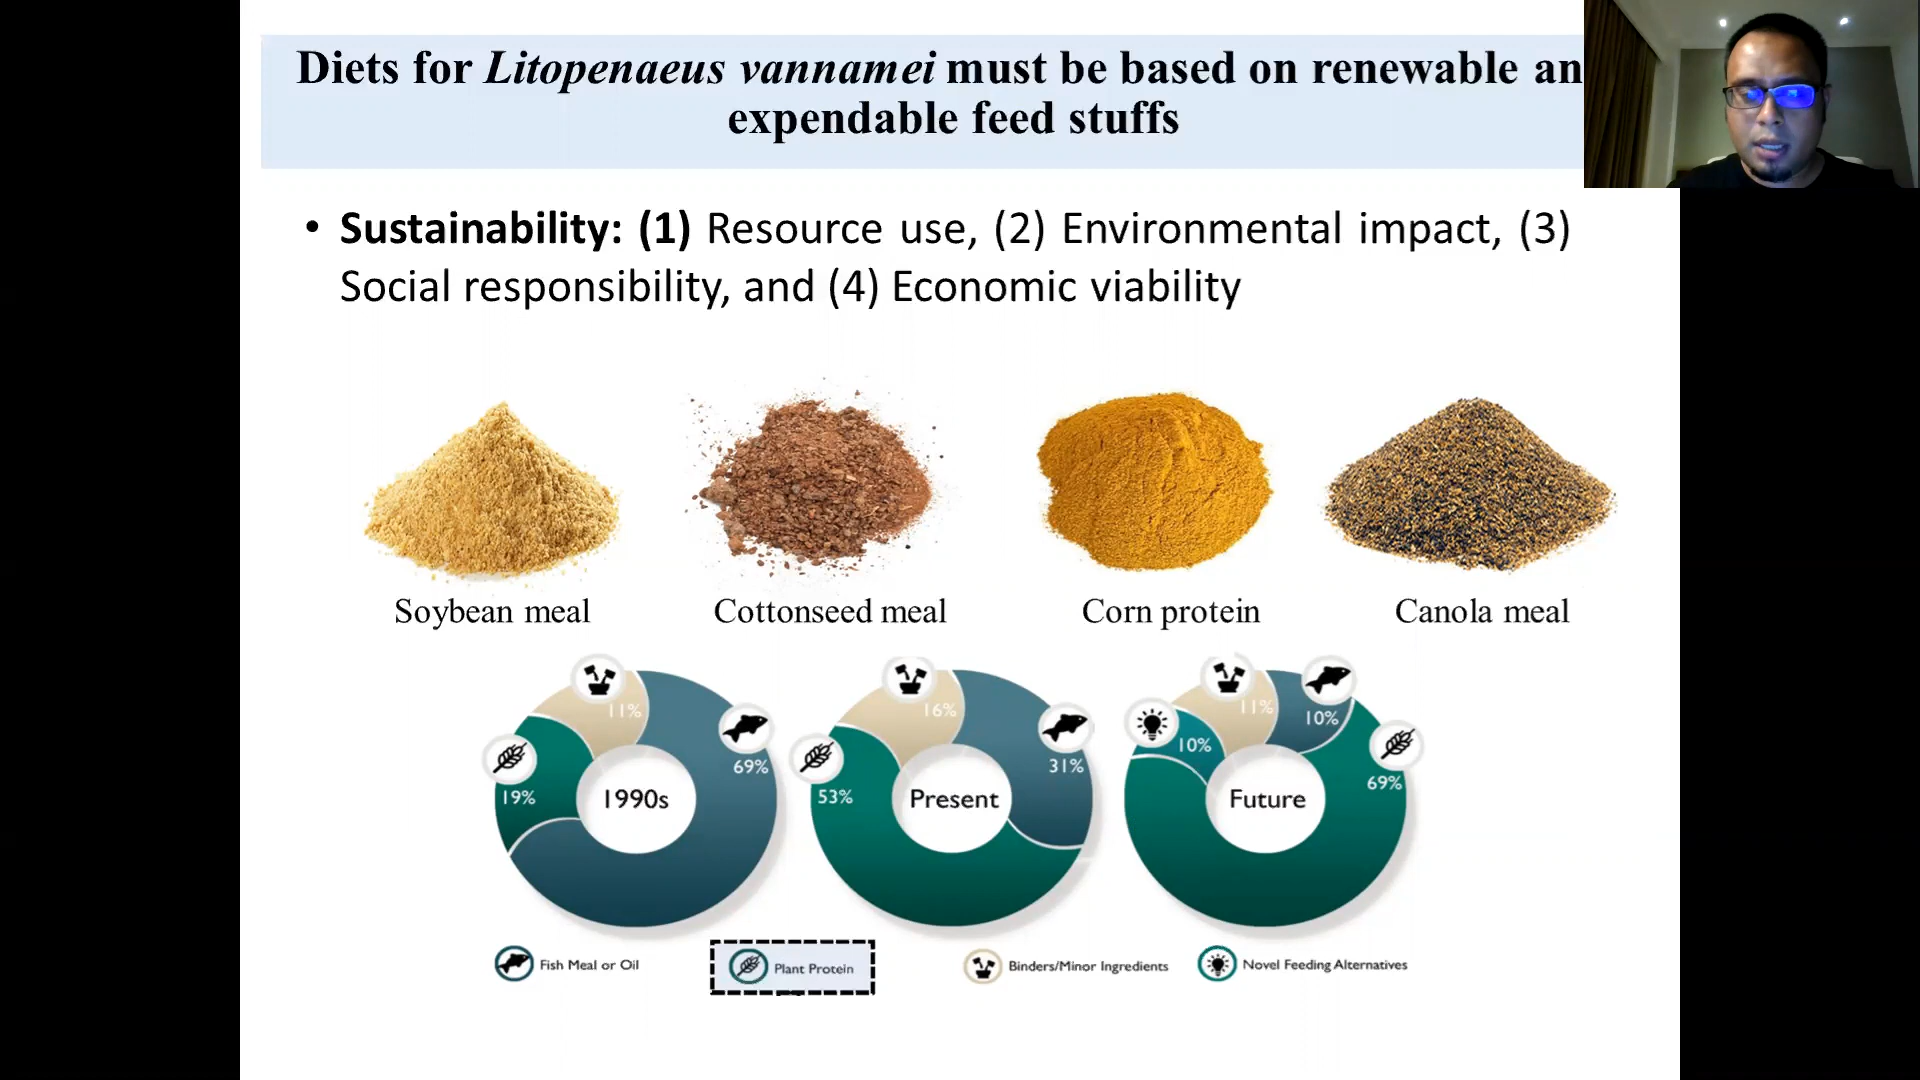 Diets for Litopenaeus vannamei must be based on renewable an
expendable feed stuffs
• Sustainability: (1) Resource use, (2) Environmental impact, (3)
Social responsibility, and (4) Economic viability
Soybean meal
Cottonseed meal
Corn protein
Canola meal
11%
69%
19%
1990s
16%
31%
53%
Present
11%
10%
10%
69%
Future
Fish Meal or Oil
Plant Protein
Binders/Minor Ingredients
Novel Feeding Alternatives